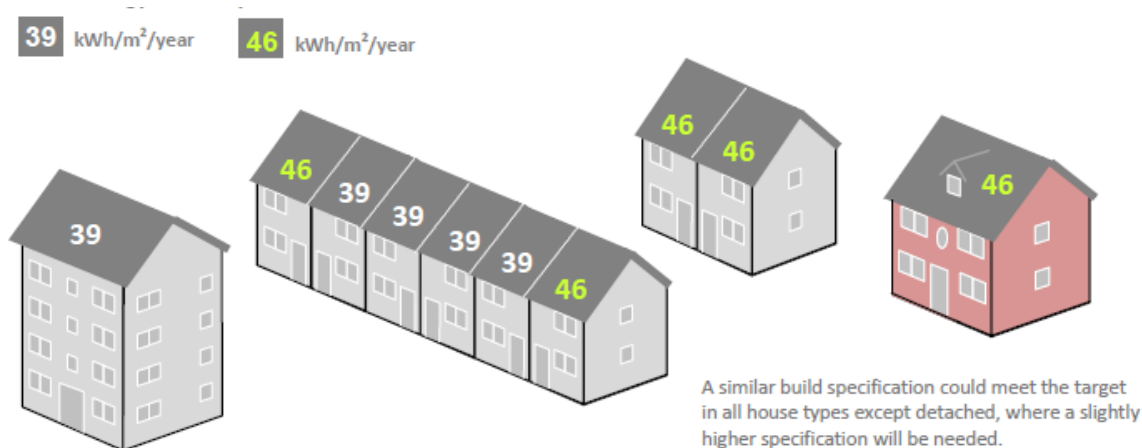 39 kWh/m²/year 46 kWh/m²/year
46
46
46
46
39
39
39
39
39
46
A similar build specification could meet the target
in all house types except detached, where a slightly
higher specification will be needed.